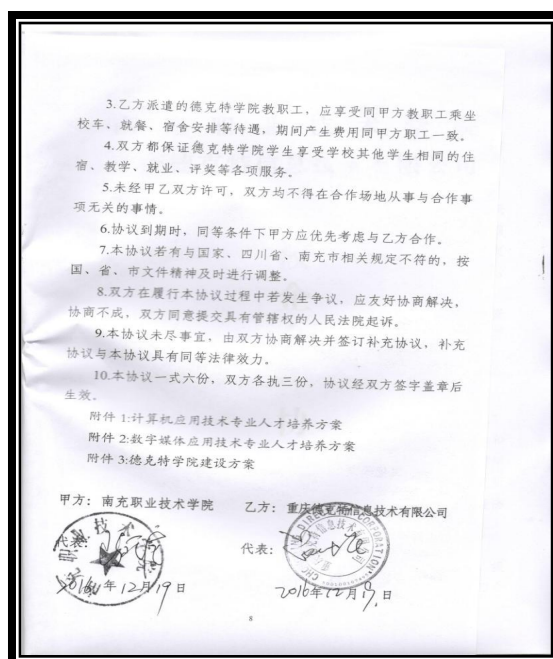 3.乙方派遣的德克特学院教职工，应享受同甲方教职工乘坐
校车、就餐、宿舍安排等待遇，期间产生费用同甲方职工一致。
4.双方都保证德克特学院学生享受学校其他学生相同的住
宿、教学、就业、评奖等各项服务。
5.未经甲乙双方许可，双方均不得在合作场地从事与合作事
项无关的事情。
6.协议到期时，同等条件下甲方应优先考虑与乙方合作。
7.本协议若有与国家、四川省、南充市相关规定不符的，按
国、省、市文件精神及时进行调整。
8.双方在履行本协议过程中若发生争议，应友好协商解决，
协商不成，双方同意提交具有管辖权的人民法院起诉。
9.本协议未尽事宜，由双方协商解决并签订补充协议，补充
协议与本协议具有同等法律效力。
10.本协议一式六份，双方各执三份，协议经双方签字盖章后
生效。
附件 1:计算机应用技术专业人才培养方案
附件 2:数字媒体应用技术专业人才培养方案
附件 3:德克特学院建设方案
甲方：南充职业技术学院 乙方：重庆德克特信息技术有限公司
代表： 代表：
2016年12月19日 2016年12月19日
8